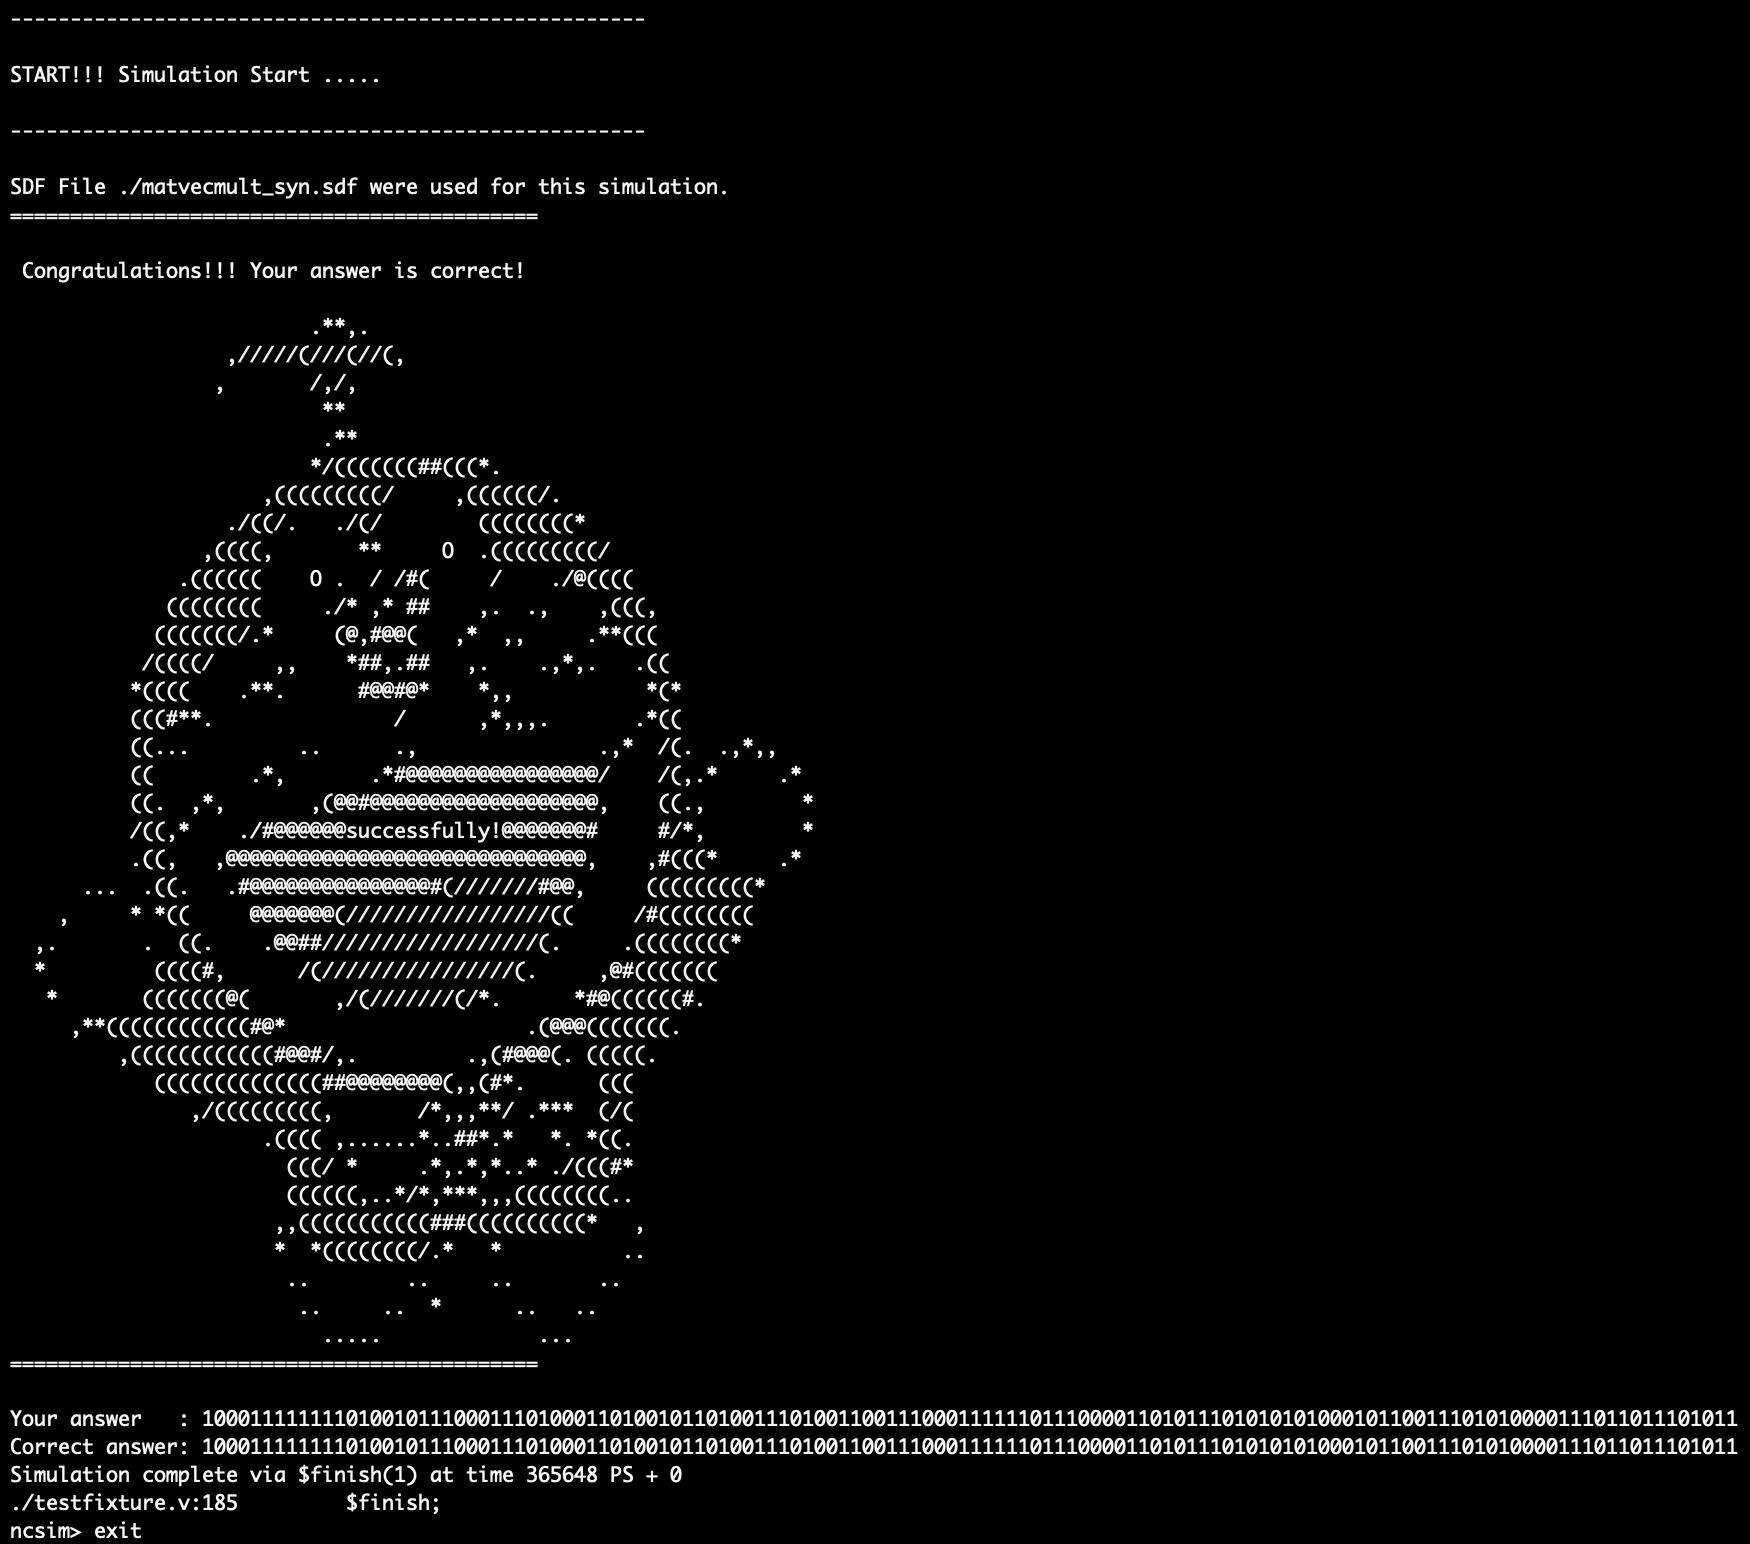 -----------------------------------------------------
START!!! Simulation Start .....
-----------------------------------------------------
SDF File ./matvecmult_syn.sdf were used for this simulation.
============================================
Congratulations!!! Your answer is correct!
successfully!
============================================
Your answer   : 10001111111101001011100011101000110100101101001110100110011100011111101110000110101110101010100010110011101010000111011011101011
Correct answer: 10001111111101001011100011101000110100101101001110100110011100011111101110000110101110101010100010110011101010000111011011101011
Simulation complete via $finish(1) at time 365648 PS + 0
./testfixture.v:185         $finish;
ncsim> exit